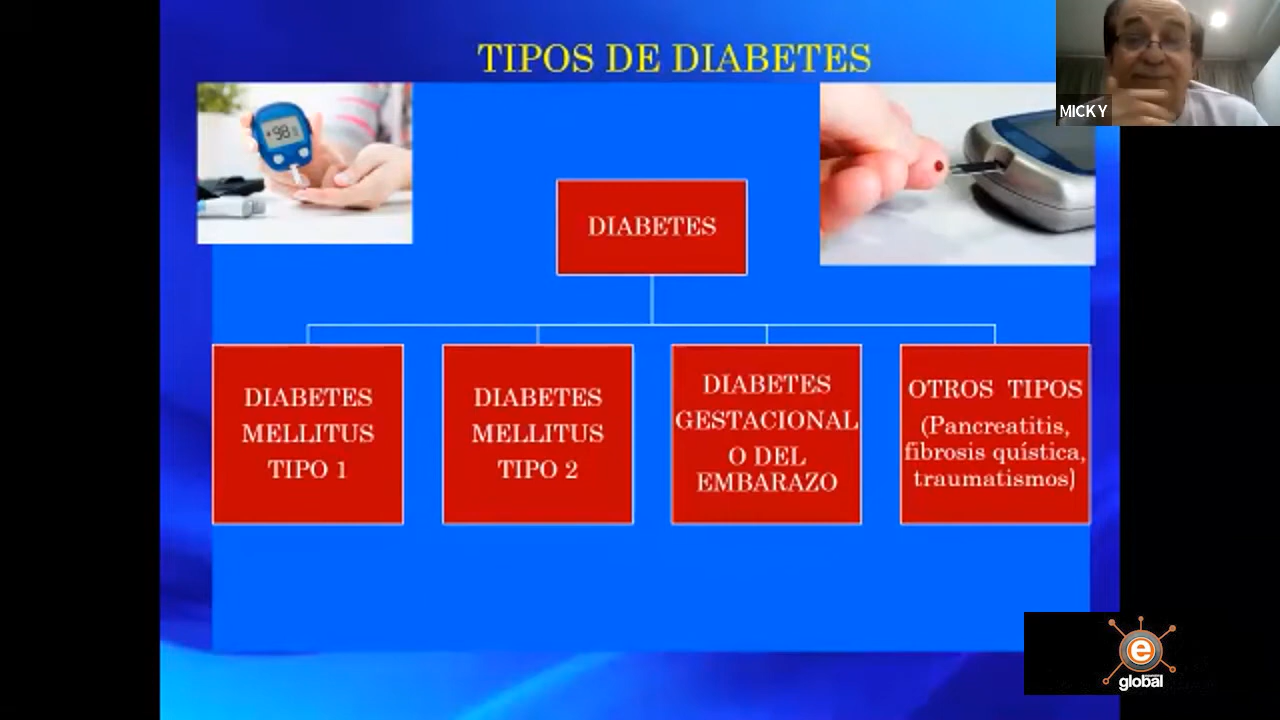 TIPOS DE DIABETES
MICKY
98
DIABETES
DIABETES
MELLITUS
TIPO 1
DIABETES
MELLITUS
TIPO 2
DIABETES
GESTACIONAL
O DEL
EMBARAZO
OTROS TIPOS
(Pancreatitis,
fibrosis quística,
traumatismos)
e
global